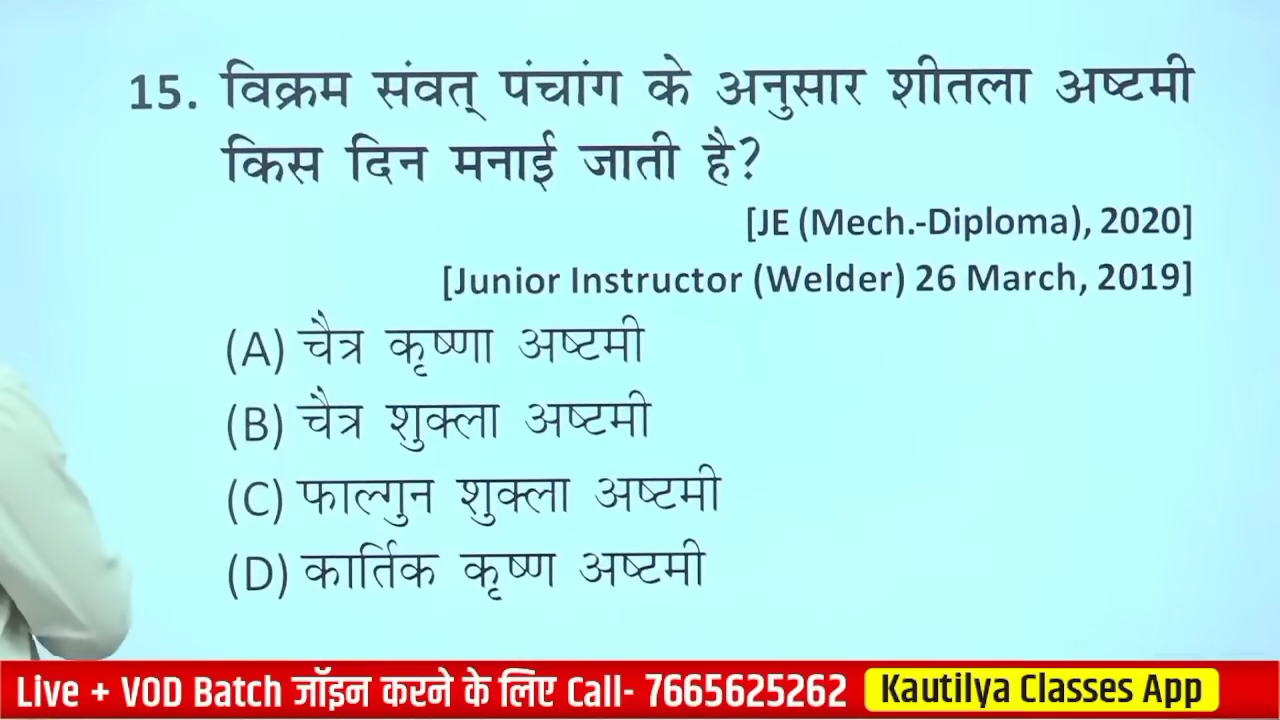 15. विक्रम संवत् पंचांग के अनुसार शीतला अष्टमी
किस दिन मनाई जाती है?
[JE (Mech.-Diploma), 2020]
[Junior Instructor (Welder) 26 March, 2019]
(A) चैत्र कृष्णा अष्टमी
(B) चैत्र शुक्ला अष्टमी
(C) फाल्गुन शुक्ला अष्टमी
(D) कार्तिक कृष्ण अष्टमी
Live + VOD Batch जॉइन करने के लिए Call- 7665625262 Kautilya Classes App